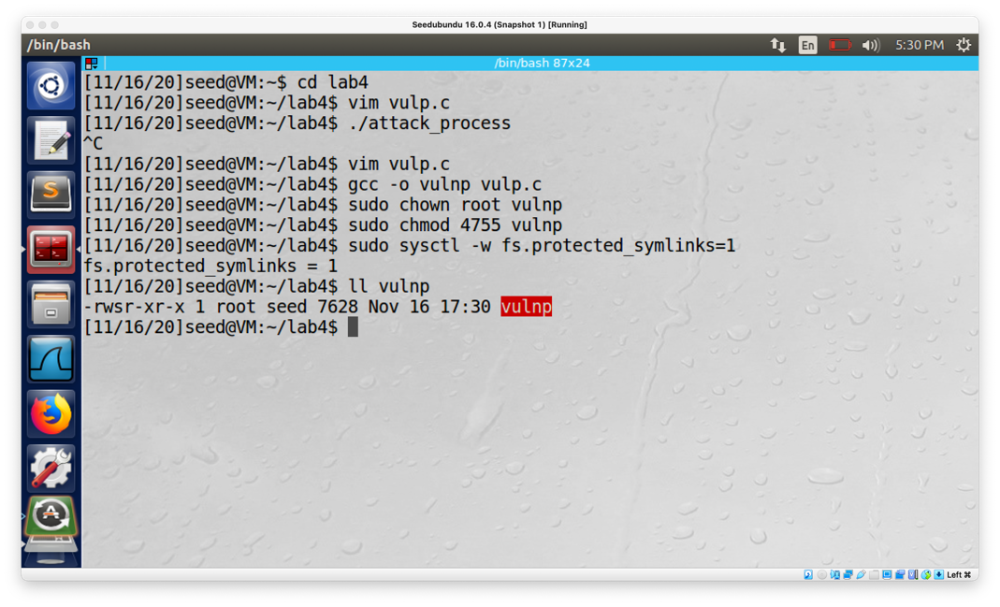 Seedubundu 16.0.4 (Snapshot 1) [Running]
/bin/bash
En
5:30 PM
/bin/bash 87x24
[11/16/20]seed@VM:~$ cd lab4
[11/16/20]seed@VM:~/lab4$ vim vulp.c
[11/16/20]seed@VM:~/lab4$ ./attack_process
^C
[11/16/20]seed@VM:~/lab4$ vim vulp.c
[11/16/20]seed@VM:~/lab4$ gcc -o vulnp vulp.c
[11/16/20]seed@VM:~/lab4$ sudo chown root vulnp
[11/16/20]seed@VM:~/lab4$ sudo chmod 4755 vulnp
[11/16/20]seed@VM:~/lab4$ sudo sysctl -w fs.protected_symlinks=1
fs.protected_symlinks = 1
[11/16/20]seed@VM:~/lab4$ ll vulnp
-rwsr-xr-x 1 root seed 7628 Nov 16 17:30 vulnp
[11/16/20]seed@VM:~/lab4$
Left ⌘